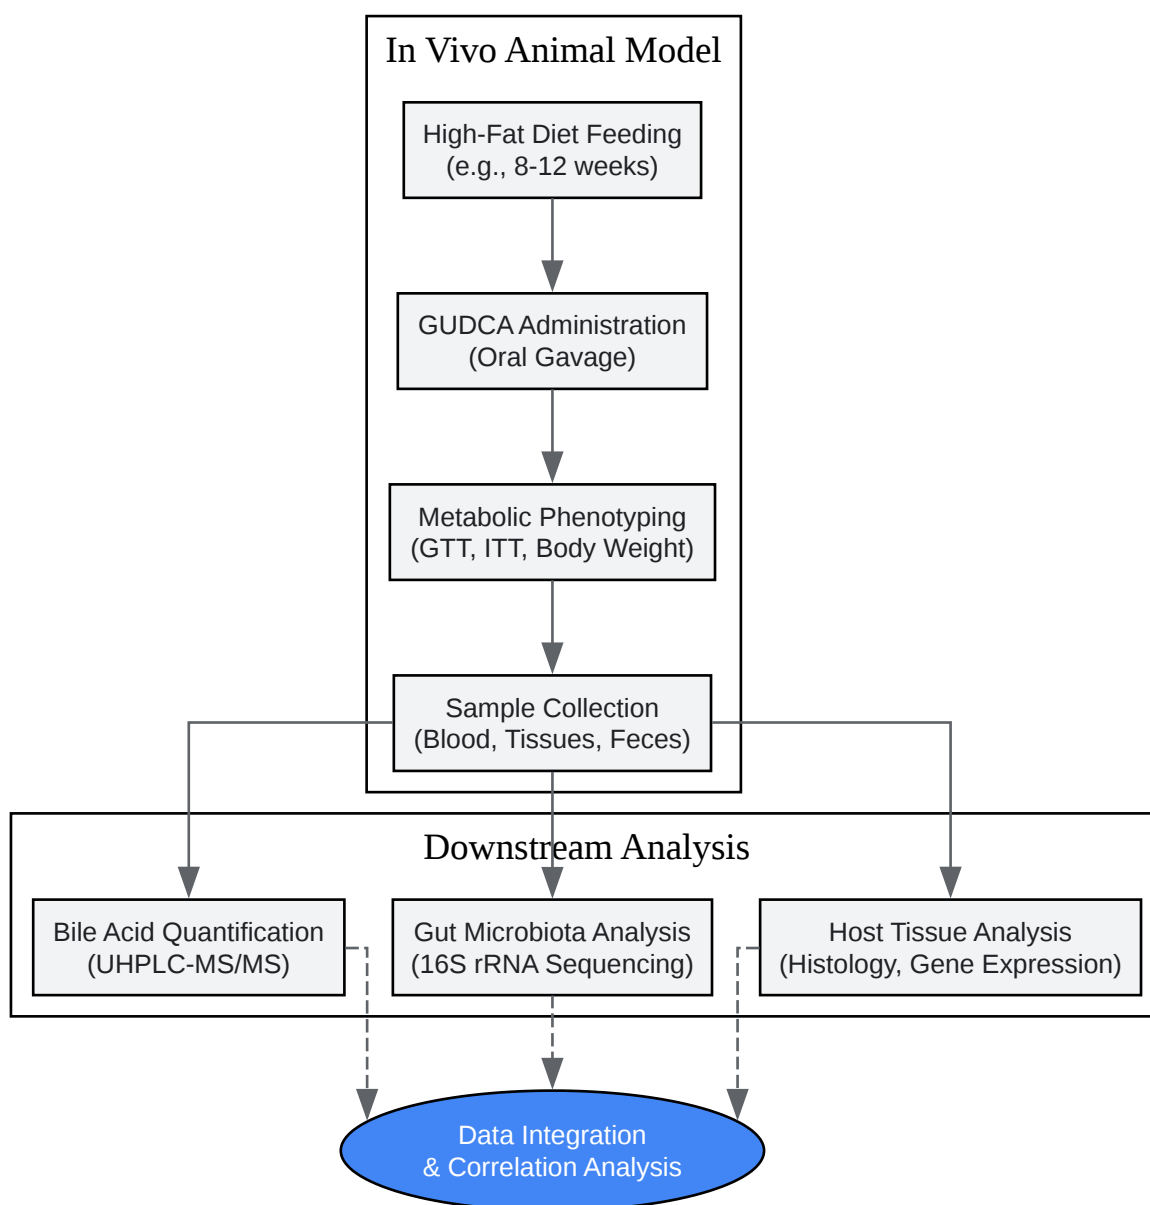 In Vivo Animal Model
High-Fat Diet Feeding
(e.g., 8-12 weeks)
GUDCA Administration
(Oral Gavage)
Metabolic Phenotyping
(GTT, ITT, Body Weight)
Sample Collection
(Blood, Tissues, Feces)
Downstream Analysis
Bile Acid Quantification
(UHPLC-MS/MS)
Gut Microbiota Analysis
(16S rRNA Sequencing)
Host Tissue Analysis
(Histology, Gene Expression)
Data Integration
& Correlation Analysis